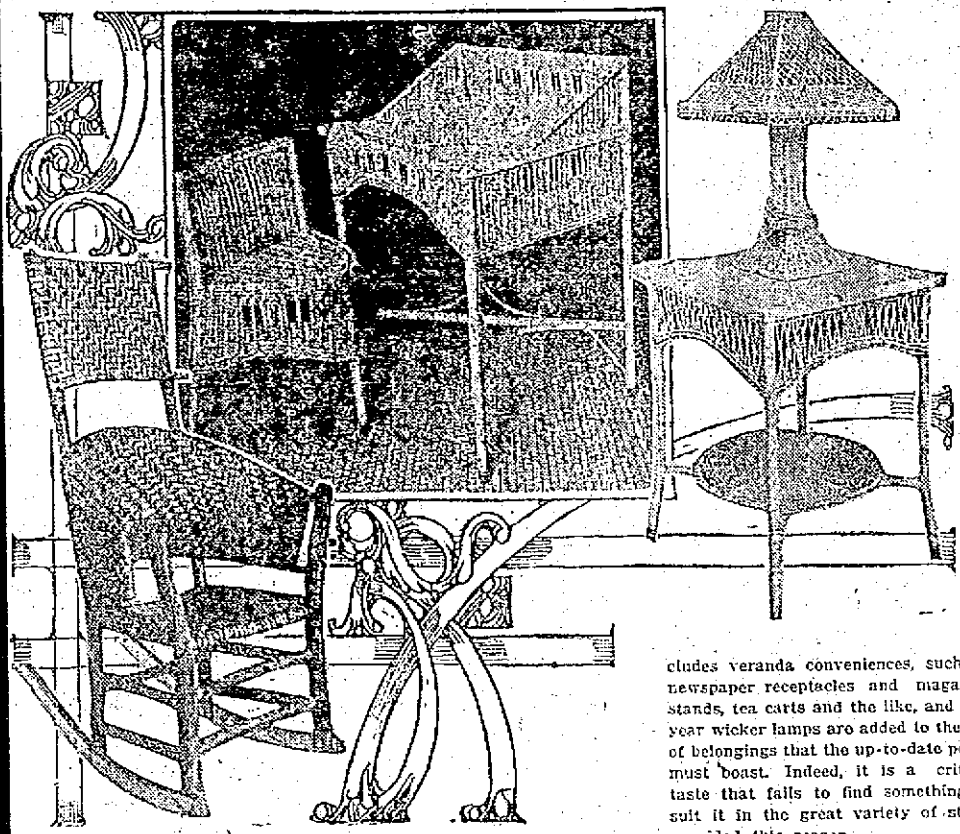 cludes veranda conveniences, such
newspaper receptacles and maga
stands, tea carts and the like, and
year wicker lamps are added to the
of belongings that the up-to-date p
must boast. Indeed, it is a crit
taste that fails to find something
suit it in the great variety of st
this season